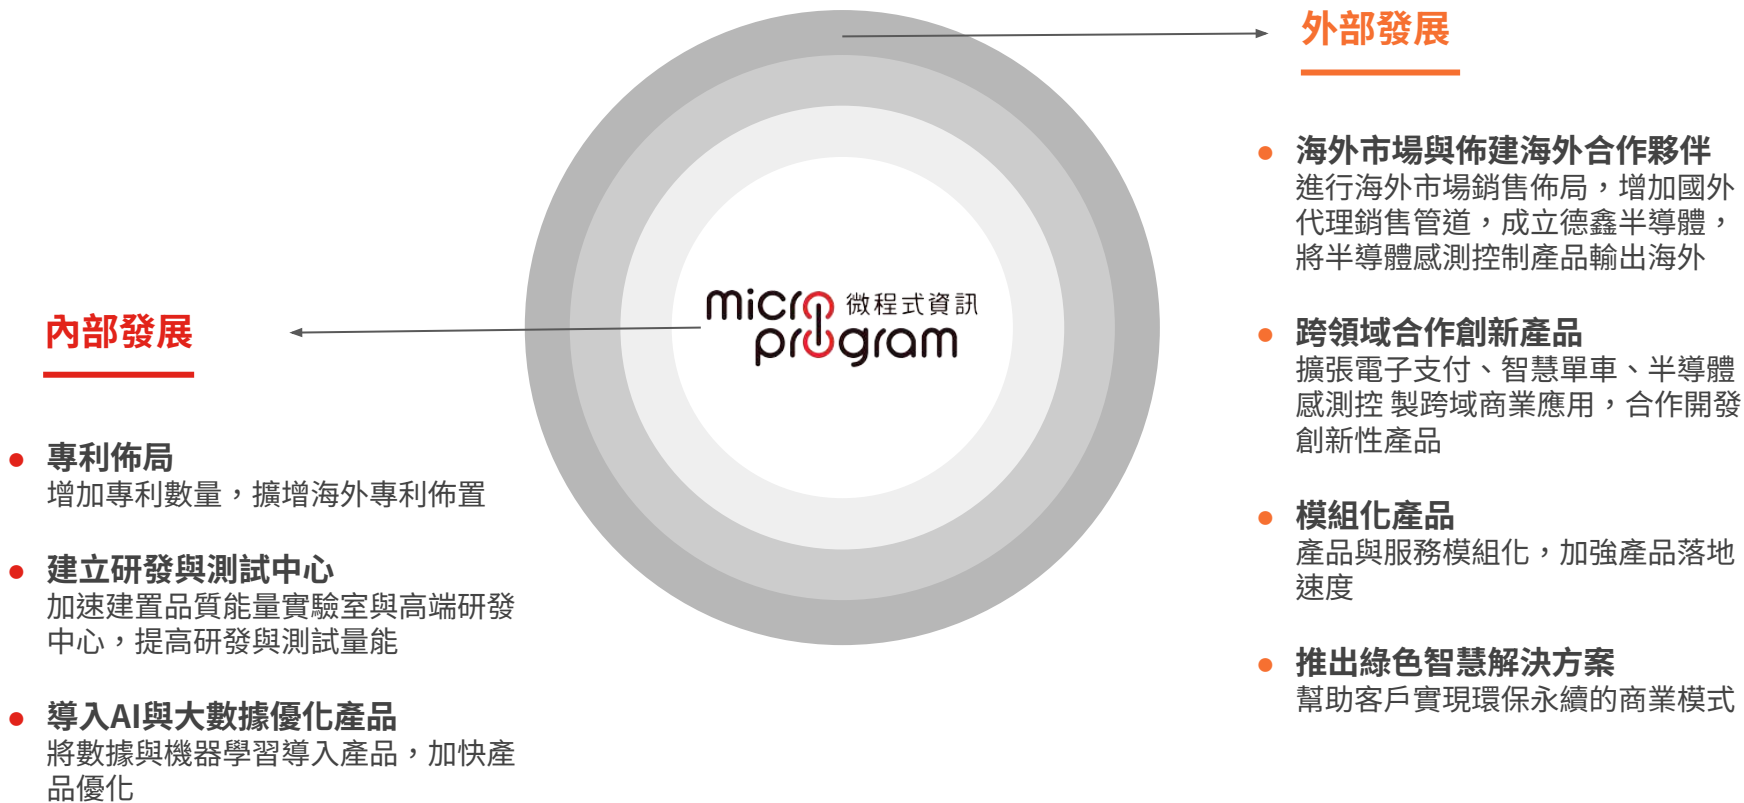 外部發展
海外市場與佈建海外合作夥伴
進行海外市場銷售佈局，增加國外
代理銷售管道，成立德鑫半導體，
將半導體感測控制產品輸出海外
跨領域合作創新產品
擴張電子支付、智慧單車、半導體
感測控 製跨域商業應用，合作開發
創新性產品
模組化產品
產品與服務模組化，加強產品落地
速度
推出綠色智慧解決方案
幫助客戶實現環保永續的商業模式
micro 微程式資訊
program
內部發展
專利佈局
增加專利數量，擴增海外專利佈置
建立研發與測試中心
加速建置品質能量實驗室與高端研發
中心，提高研發與測試量能
導入AI與大數據優化產品
將數據與機器學習導入產品，加快產
品優化